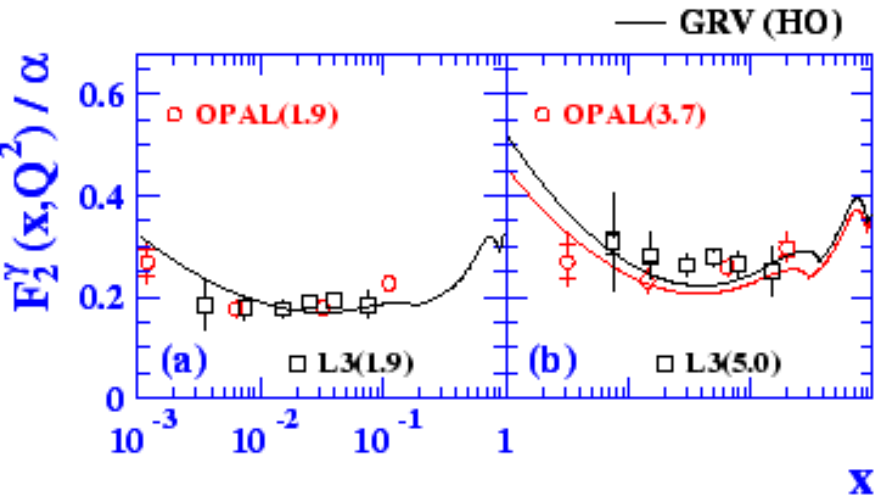 GRV (HO)
F₂^γ (x,Q²) / α
0.6
0.4
0.2
0
OPAL(1.9)
OPAL(3.7)
(a)
L3(1.9)
(b)
L3(5.0)
10⁻³
10⁻²
10⁻¹
1
x